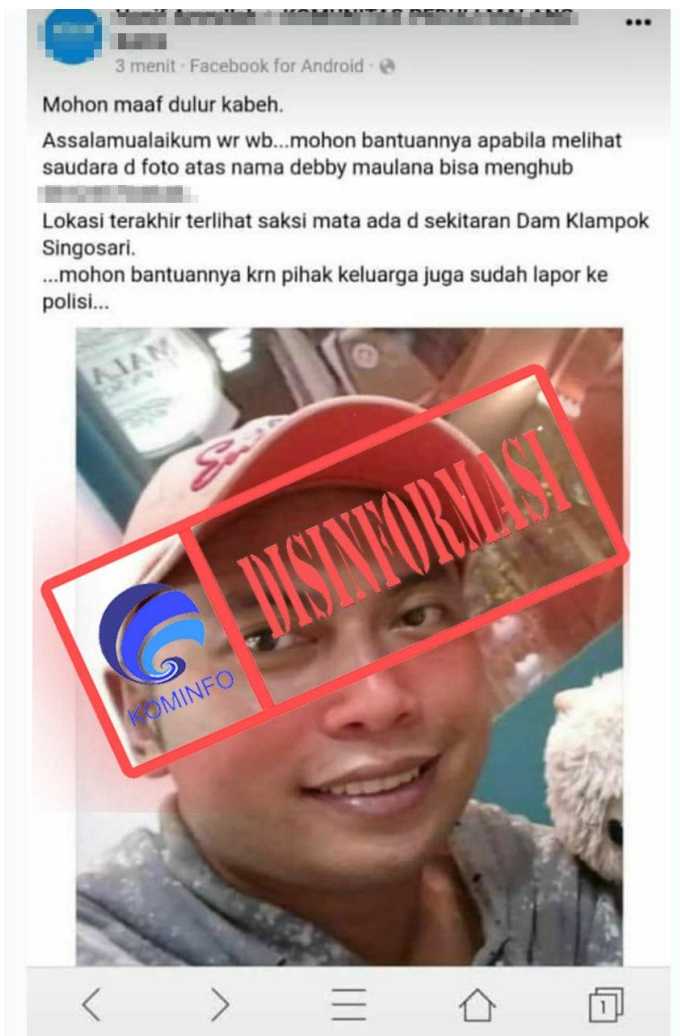 3 menit · Facebook for Android ·
Mohon maaf dulur kabeh.
Assalamualaikum wr wb...mohon bantuannya apabila melihat
saudara d foto atas nama debby maulana bisa menghub
Lokasi terakhir terlihat saksi mata ada d sekitaran Dam Klampok
Singosari.
...mohon bantuannya krn pihak keluarga juga sudah lapor ke
polisi...
DISINFORMASI
KOMINFO
1